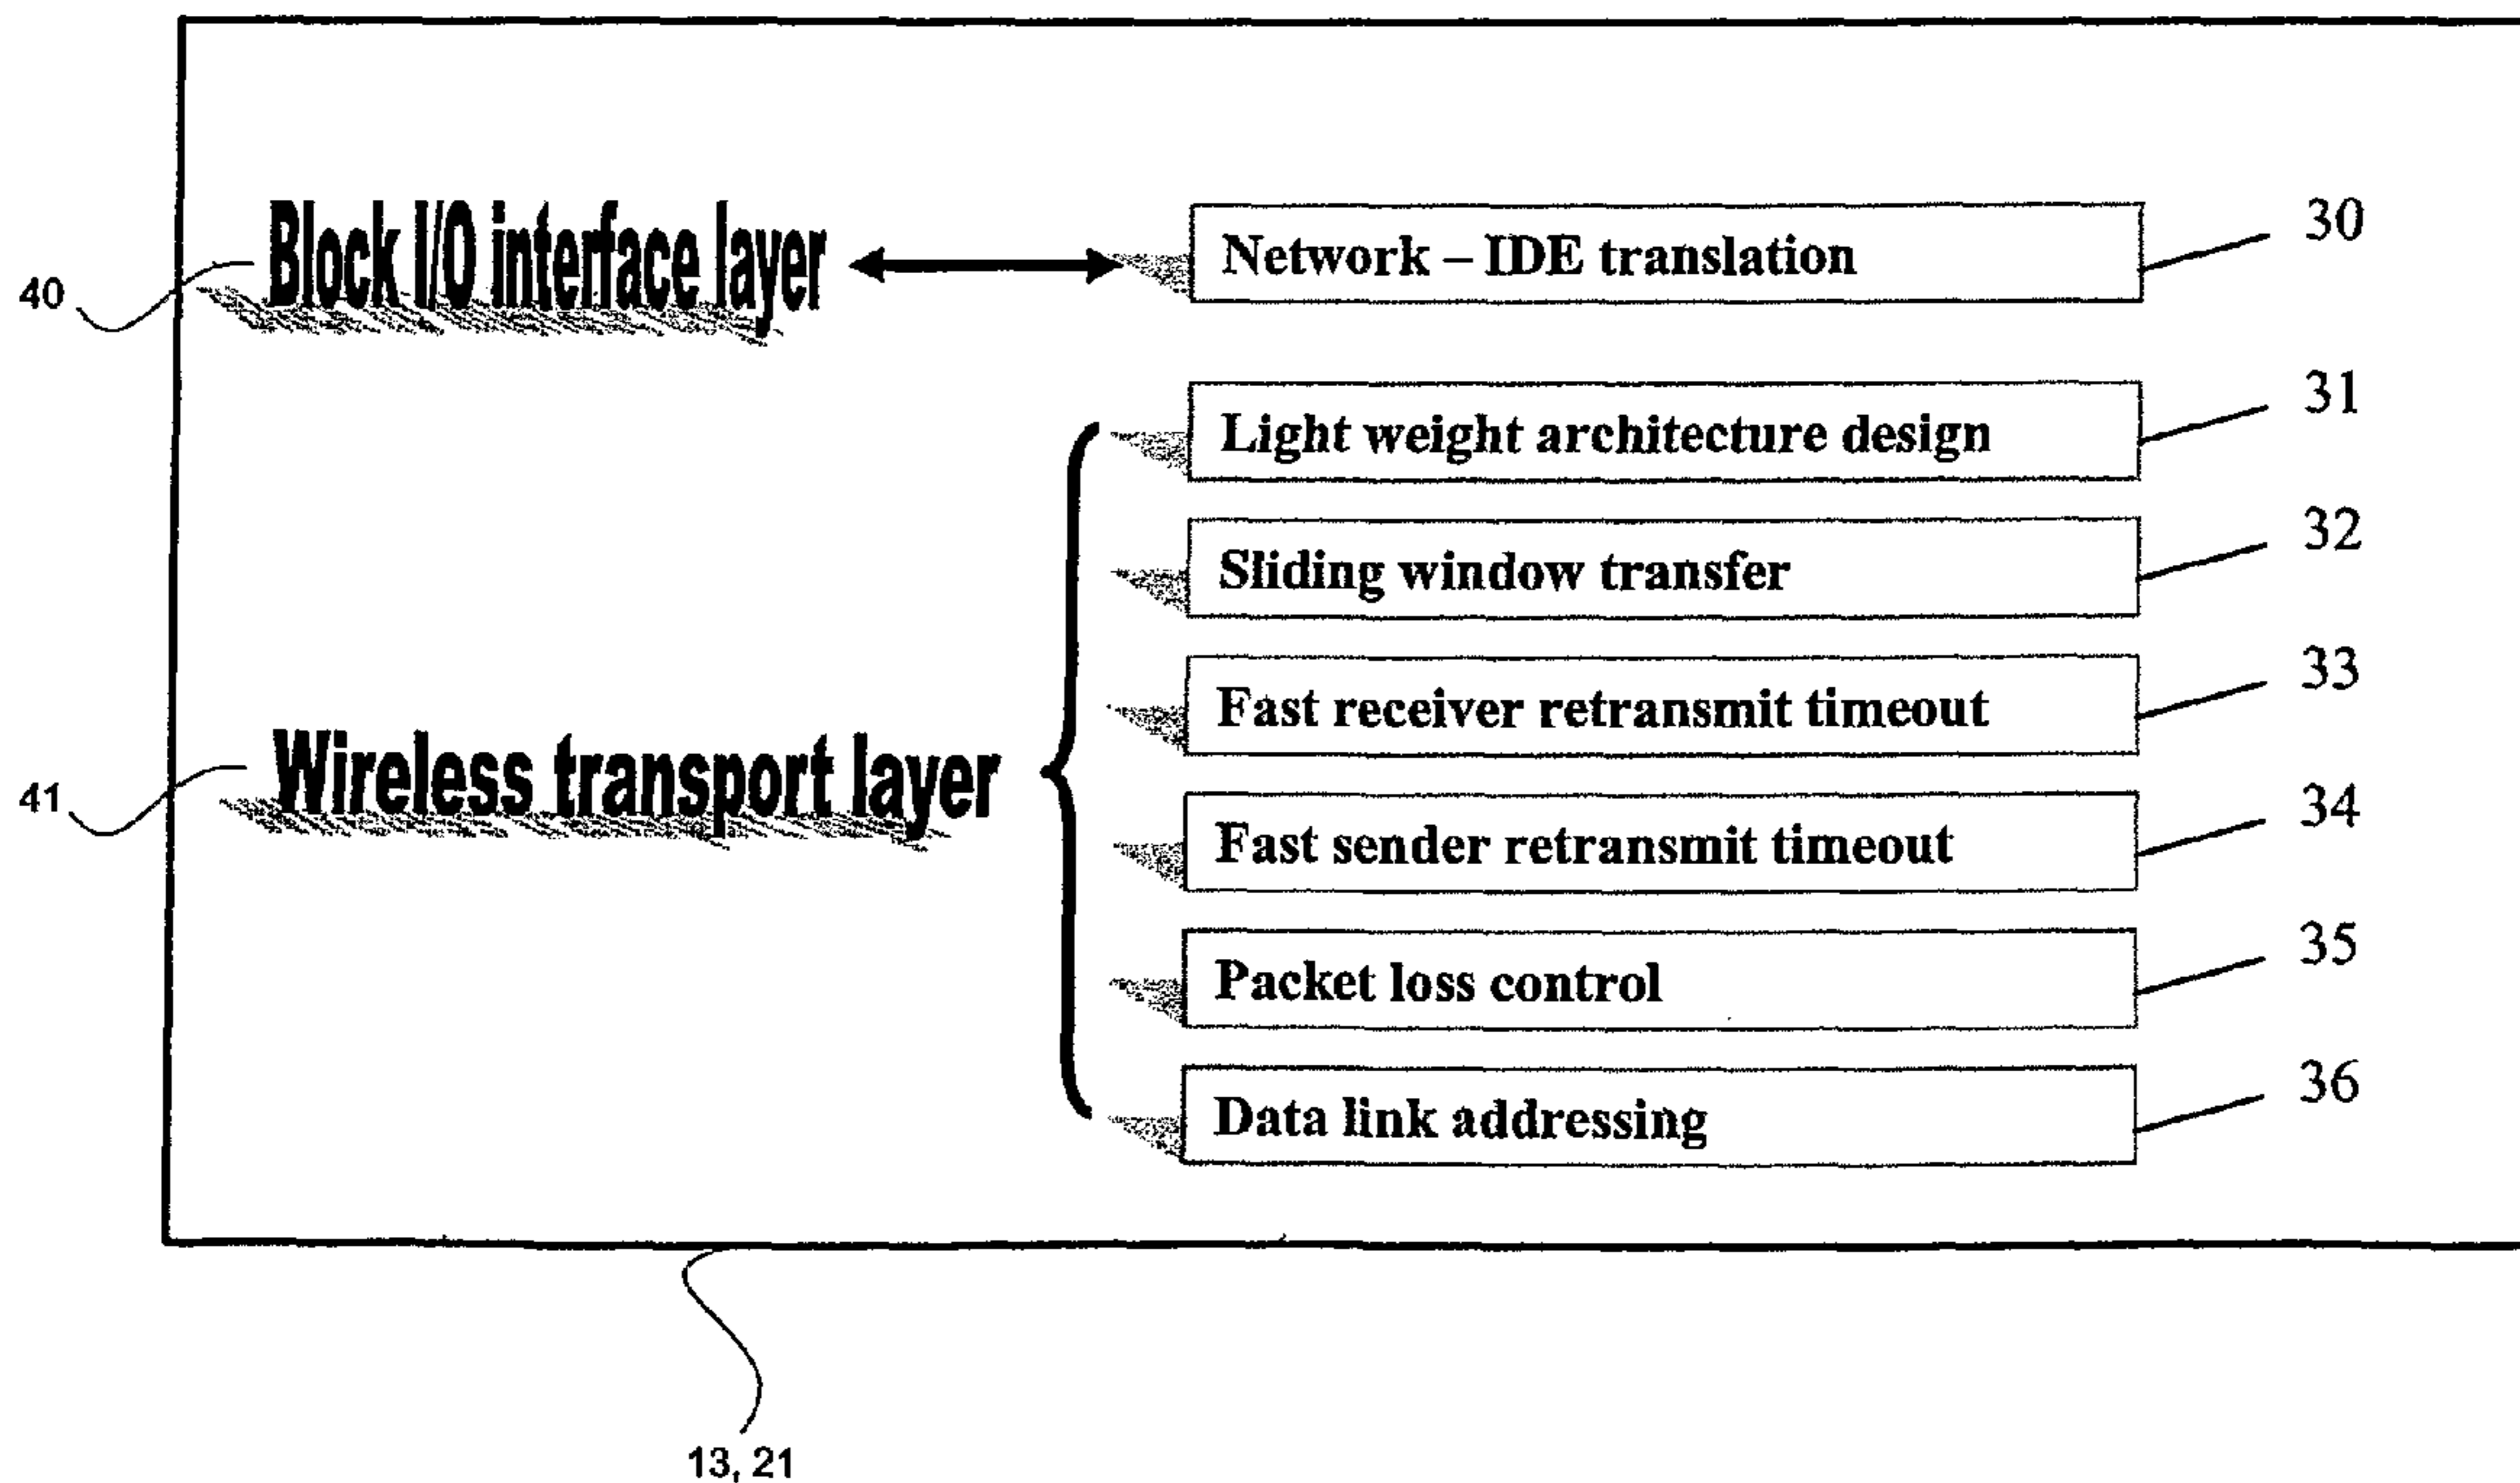 40
Block I/O interface layer
Network – IDE translation
30
Light weight architecture design
31
Sliding window transfer
32
Fast receiver retransmit timeout
33
41
Wireless transport layer
Fast sender retransmit timeout
34
Packet loss control
35
Data link addressing
36
13, 21